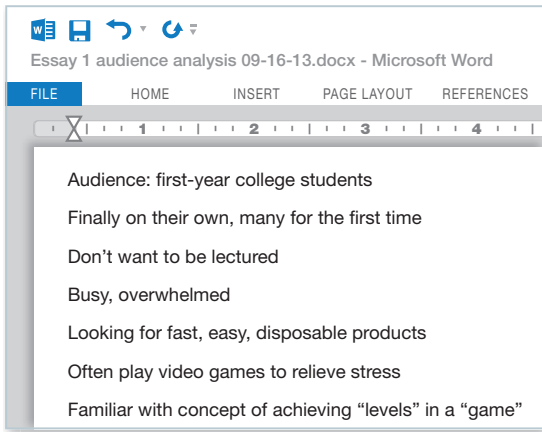 Essay 1 audience analysis 09-16-13.docx - Microsoft Word
FILE HOME INSERT PAGE LAYOUT REFERENCES
1 2 3 4
Audience: first-year college students
Finally on their own, many for the first time
Don’t want to be lectured
Busy, overwhelmed
Looking for fast, easy, disposable products
Often play video games to relieve stress
Familiar with concept of achieving “levels” in a “game”